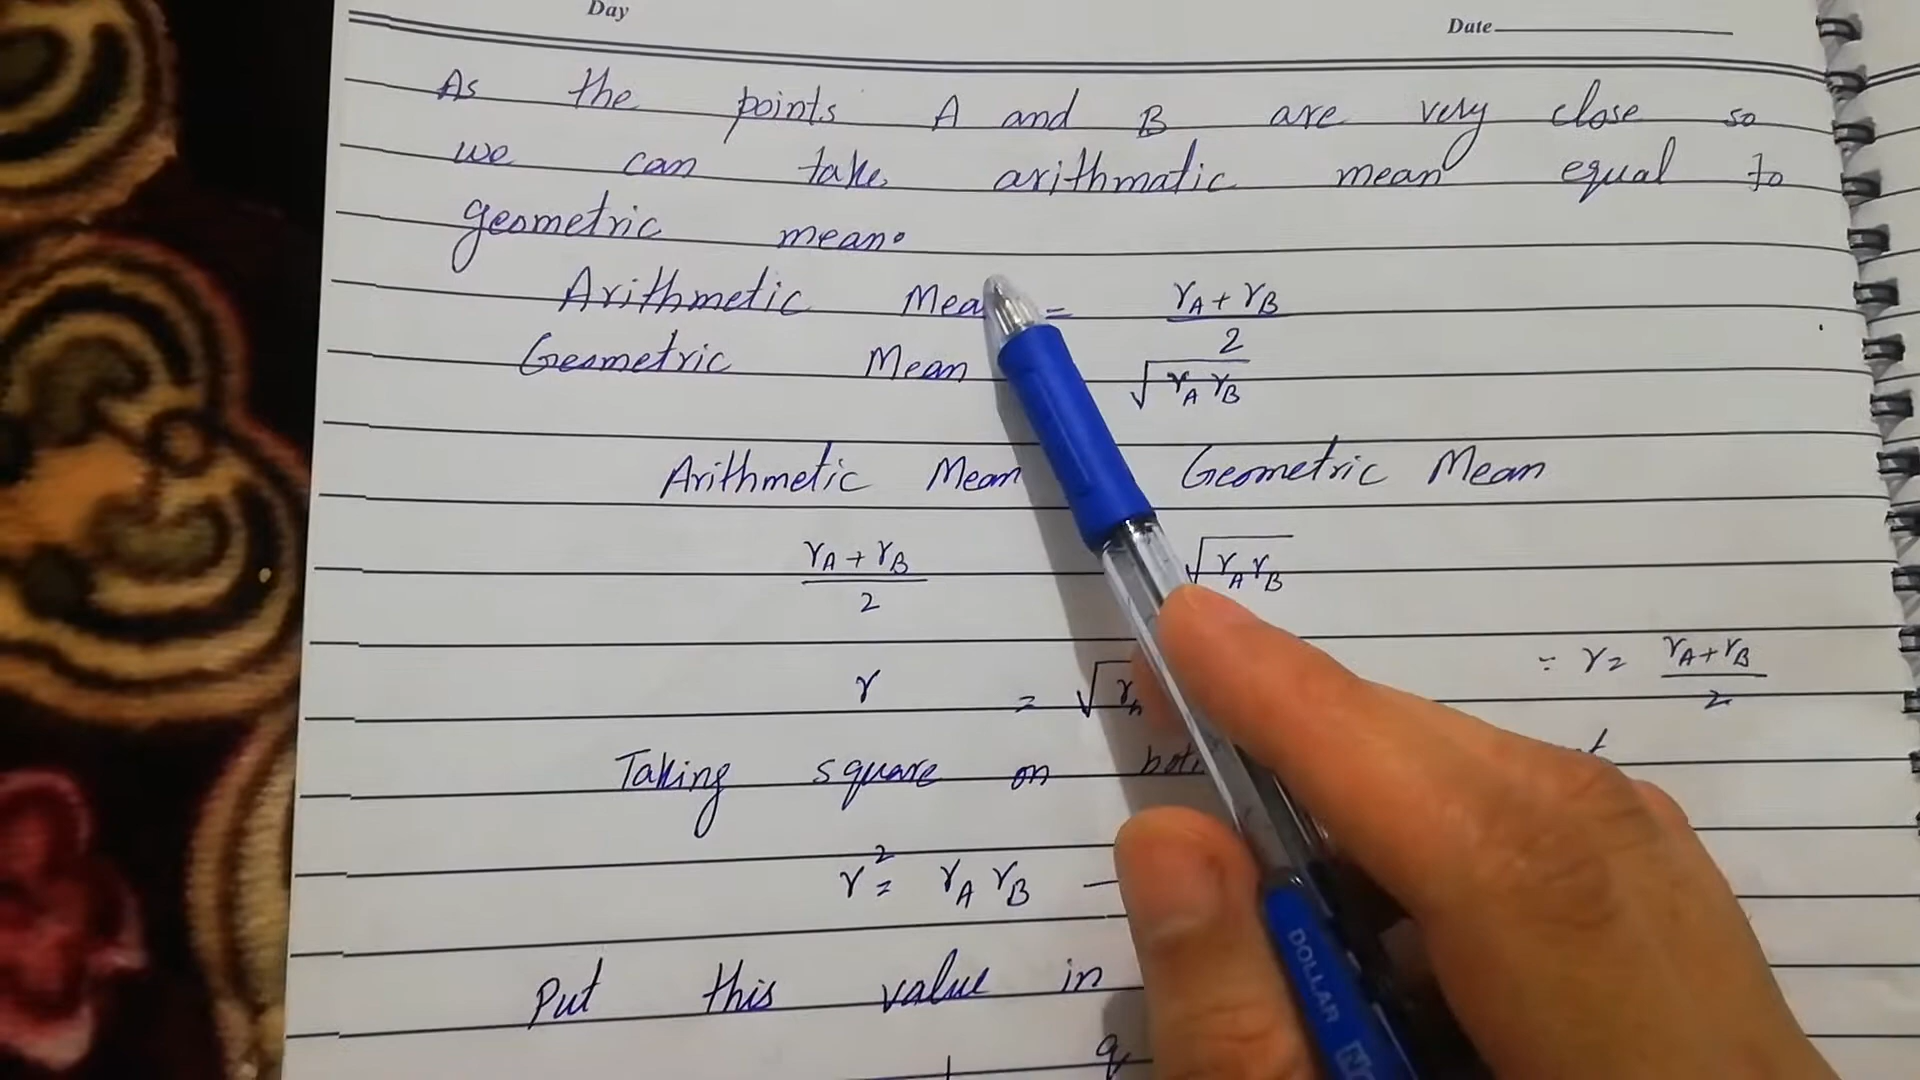 Day
Date
As the points A and B are very close so
we can take arithmatic mean equal to
geometric mean.
Arithmetic Mean = rA + rB / 2
Geometric Mean √rA rB
Arithmetic Mean Geometric Mean
rA + rB / 2 √rA rB
r = √r ∵ r = rA + rB / 2
Taking square on
r² = rA rB —
Put this value in
q
DOLLAR